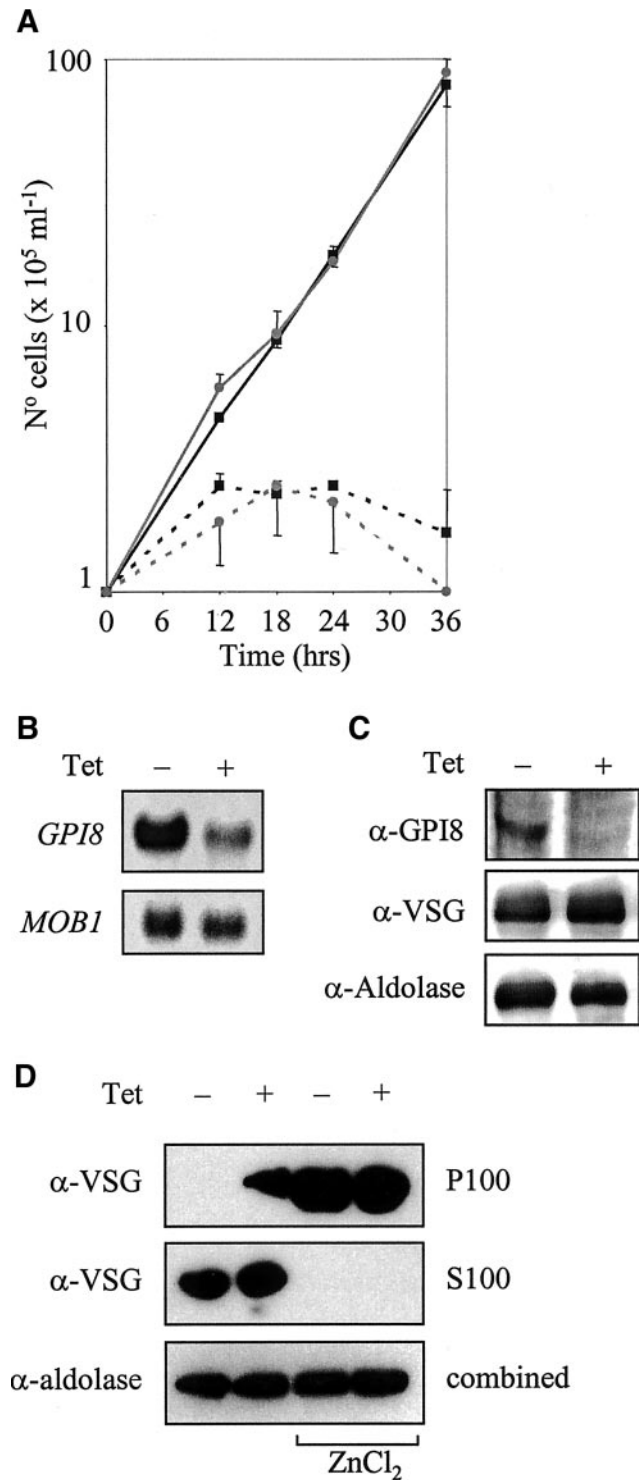 A
100
10
1
Nº cells (x 10⁵ ml⁻¹)
0 6 12 18 24 30 36
Time (hrs)
B
Tet – +
GPI8
MOB1
C
Tet – +
α-GPI8
α-VSG
α-Aldolase
D
Tet – + – +
α-VSG P100
α-VSG S100
α-aldolase combined
ZnCl₂